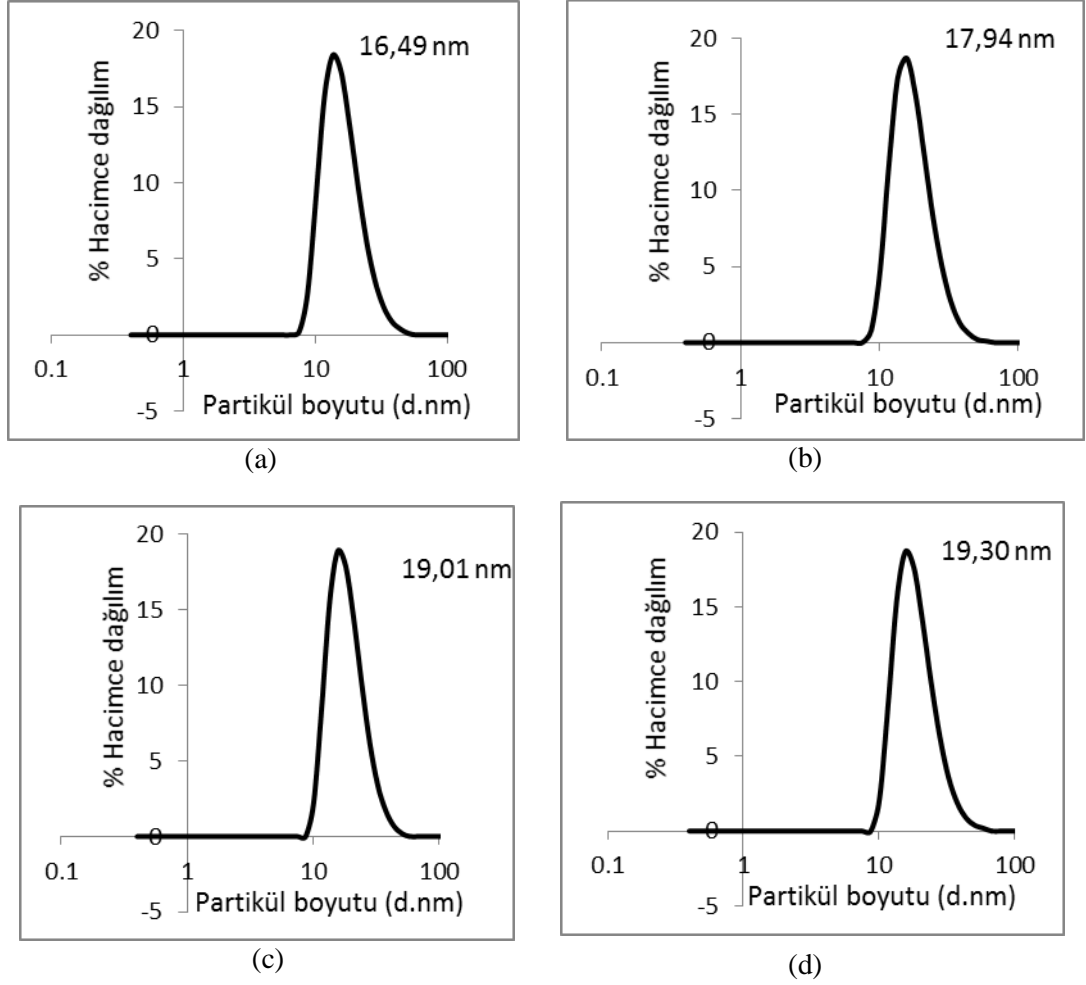 20
15
10
5
0
-5
0.1
1
10
100
% Hacimce dağılım
Partikül boyutu (d.nm)
16,49 nm
(a)
20
15
10
5
0
-5
0.1
1
10
100
% Hacimce dağılım
Partikül boyutu (d.nm)
17,94 nm
(b)
20
15
10
5
0
-5
0.1
1
10
100
% Hacimce dağılım
Partikül boyutu (d.nm)
19,01 nm
(c)
20
15
10
5
0
-5
0.1
1
10
100
% Hacimce dağılım
Partikül boyutu (d.nm)
19,30 nm
(d)